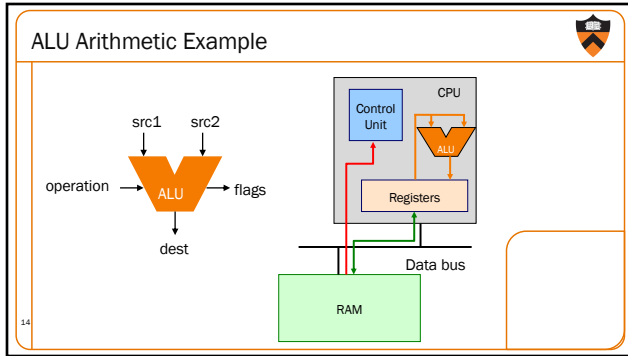 ALU Arithmetic Example
src1
src2
operation
ALU
flags
dest
CPU
Control
Unit
ALU
Registers
Data bus
RAM
14